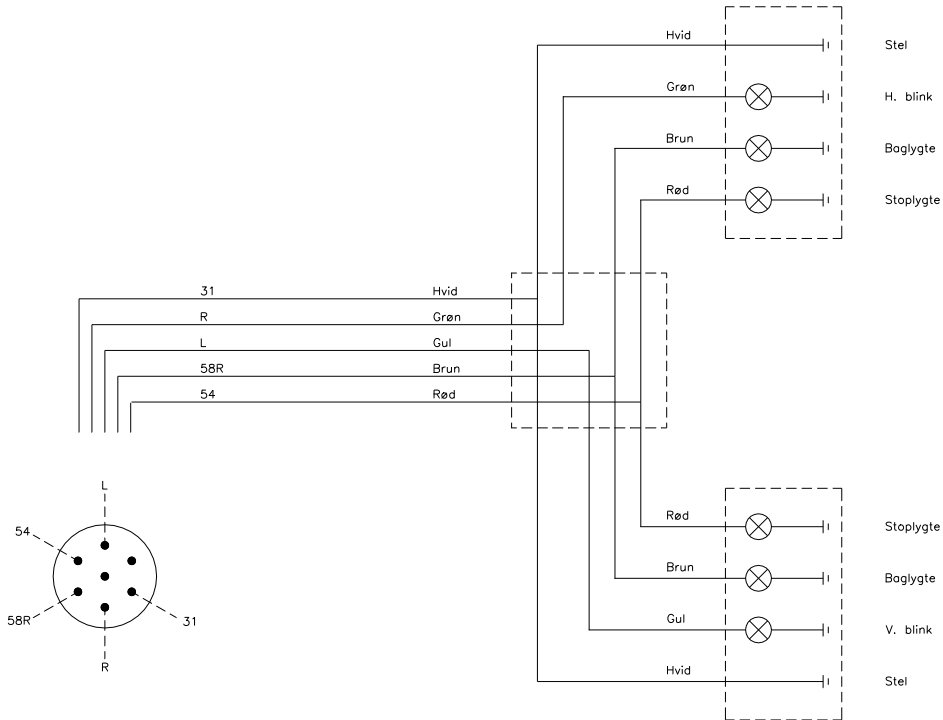 Hvid Stel
Grøn H. blink
Brun Baglygte
Rød Stoplygte
31 Hvid
R Grøn
L Gul
58R Brun
54 Rød
L
54
58R
31
R
Rød Stoplygte
Brun Baglygte
Gul V. blink
Hvid Stel